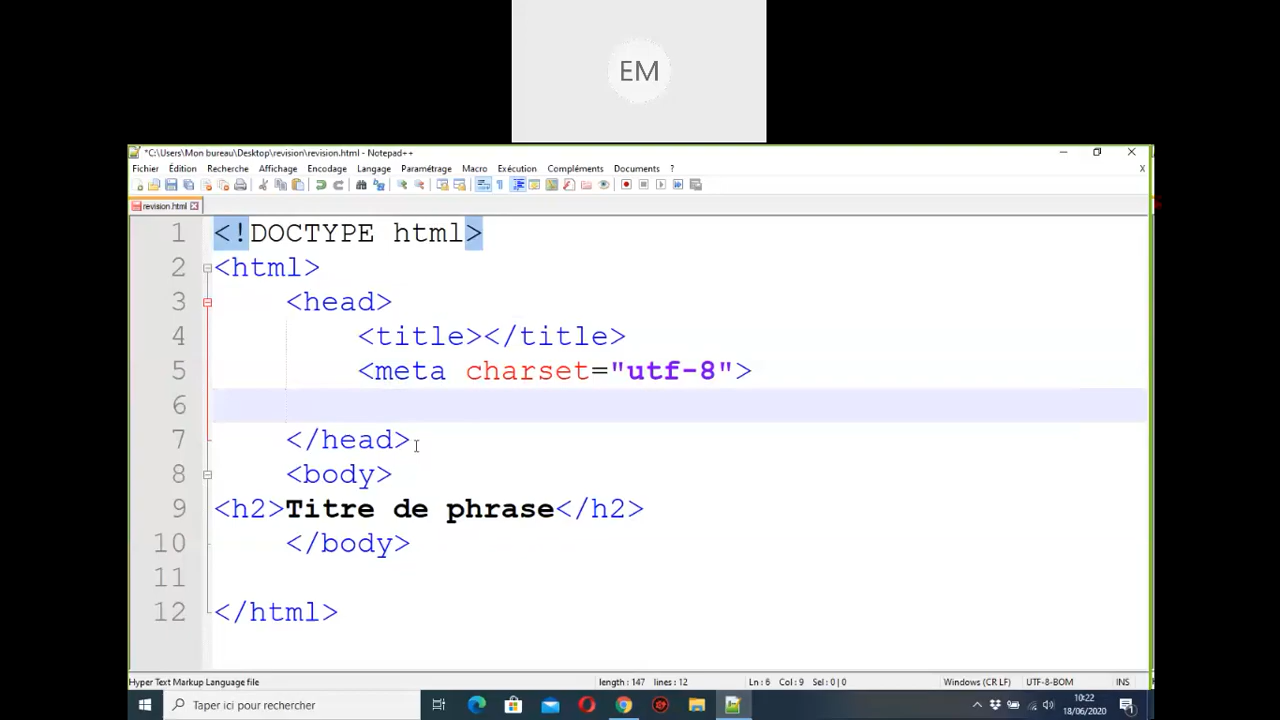 EM
*C:\Users\Mon bureau\Desktop\revision\revision.html - Notepad++
Fichier Édition Recherche Affichage Encodage Langage Paramétrage Macro Exécution Compléments Documents ? X
revision.html
1 <!DOCTYPE html>
2 <html>
3 <head>
4 <title></title>
5 <meta charset="utf-8">
6
7 </head>
8 <body>
9 <h2>Titre de phrase</h2>
10 </body>
11
12 </html>
Hyper Text Markup Language file length : 147 lines : 12 Ln : 6 Col : 9 Sel : 0 | 0 Windows (CR LF) UTF-8-BOM INS
Taper ici pour rechercher
10:22
18/06/2020